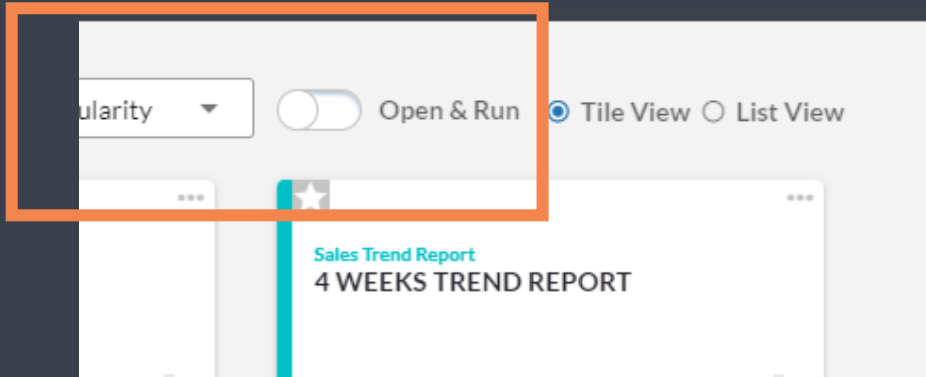 ularity Open & Run Tile View List View
Sales Trend Report
4 WEEKS TREND REPORT